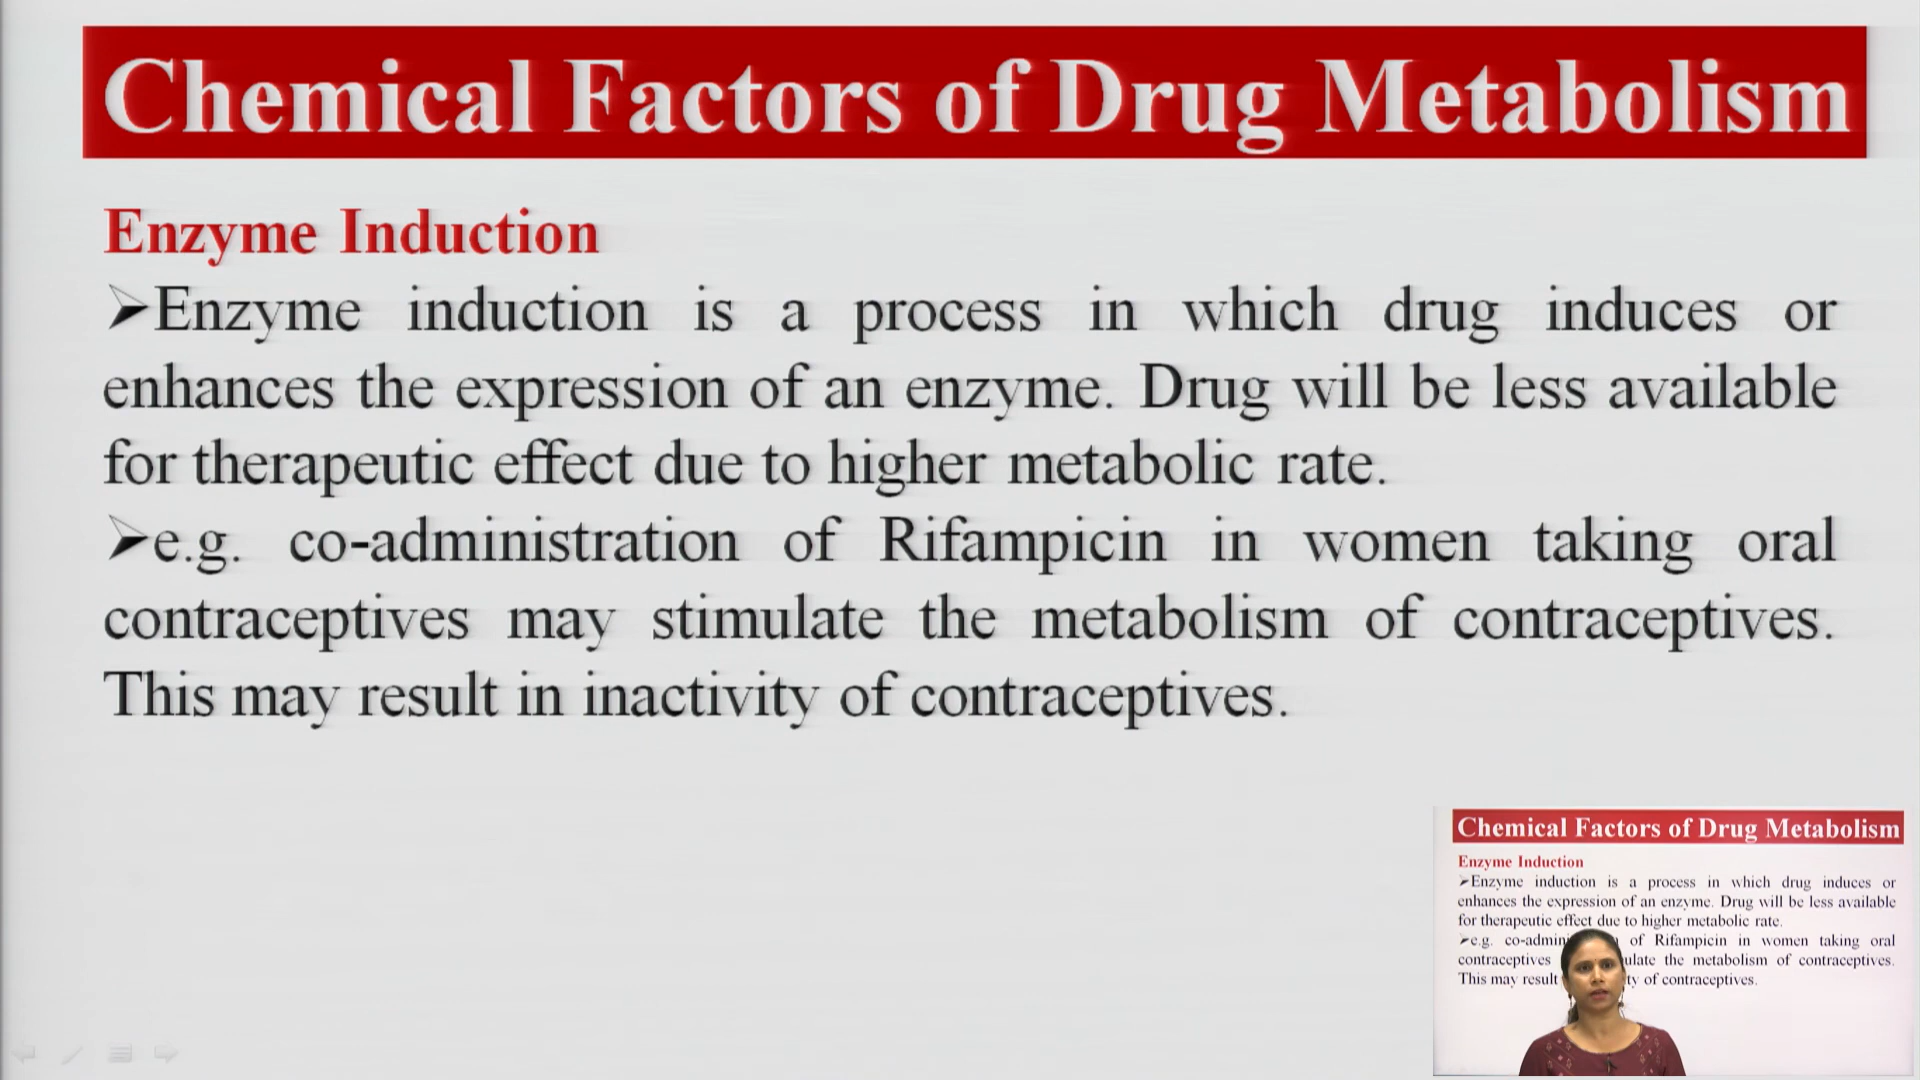 Chemical Factors of Drug Metabolism
Enzyme Induction
➢Enzyme induction is a process in which drug induces or
enhances the expression of an enzyme. Drug will be less available
for therapeutic effect due to higher metabolic rate.
➢e.g. co-administration of Rifampicin in women taking oral
contraceptives may stimulate the metabolism of contraceptives.
This may result in inactivity of contraceptives.
Chemical Factors of Drug Metabolism
Enzyme Induction
➢Enzyme induction is a process in which drug induces or
enhances the expression of an enzyme. Drug will be less available
for therapeutic effect due to higher metabolic rate.
➢e.g. of Rifampicin in women taking oral
contraceptives the metabolism of contraceptives.
This may result of contraceptives.